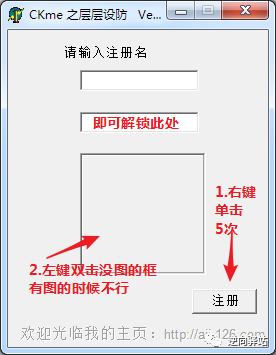 CKme 之层层设防 Ve...
请输入注册名
即可解锁此处
1.右键
单击
5次
2.左键双击没图的框
有图的时候不行
注册
欢迎光临我的主页：http://a
126.com
逆向驿站